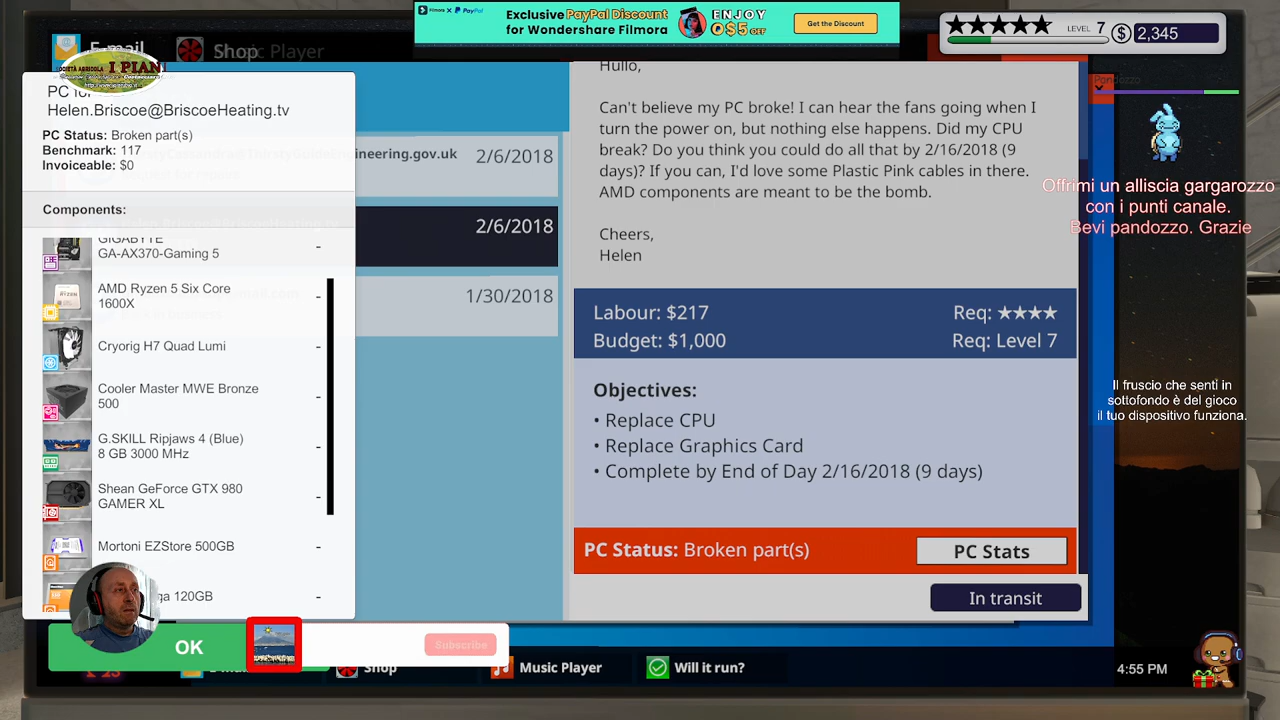 Exclusive PayPal Discount
for Wondershare Filmora
ENJOY
US$5 OFF
Get the Discount
LEVEL 7
$ 2,345
E-mail
Shop
Player
SOCIETÀ AGRICOLA I PIANI
PC for
Helen.Briscoe@BriscoeHeating.tv
PC Status: Broken part(s)
Benchmark: 117
Invoiceable: $0
Components:
GIGABYTE
GA-AX370-Gaming 5
-
AMD Ryzen 5 Six Core
1600X
-
Cryorig H7 Quad Lumi
-
Cooler Master MWE Bronze
500
-
G.SKILL Ripjaws 4 (Blue)
8 GB 3000 MHz
-
Shean GeForce GTX 980
GAMER XL
-
Mortoni EZStore 500GB
-
120GB
-
OK
Subscribe
2/6/2018
2/6/2018
1/30/2018
Hullo,
Can't believe my PC broke! I can hear the fans going when I
turn the power on, but nothing else happens. Did my CPU
break? Do you think you could do all that by 2/16/2018 (9
days)? If you can, I'd love some Plastic Pink cables in there.
AMD components are meant to be the bomb.
Cheers,
Helen
Labour: $217
Req: ★★★★
Budget: $1,000
Req: Level 7
Objectives:
• Replace CPU
• Replace Graphics Card
• Complete by End of Day 2/16/2018 (9 days)
PC Status: Broken part(s)
PC Stats
In transit
Pandozzo
Offrimi un alliscia gargarozzo
con i punti canale.
Bevi pandozzo. Grazie
Il fruscio che senti in
sottofondo è del gioco
il tuo dispositivo funziona.
Shop
Music Player
Will it run?
4:55 PM